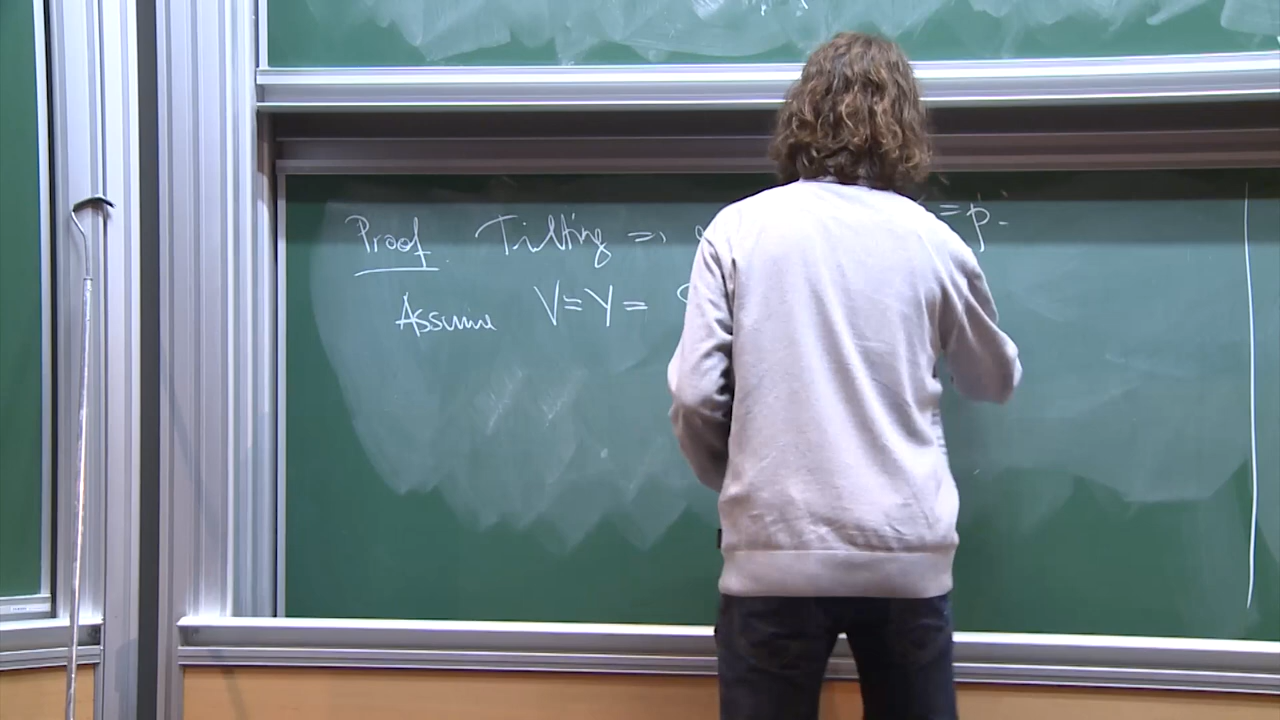 Proof. Tilting => = p.
Assume V = Y =